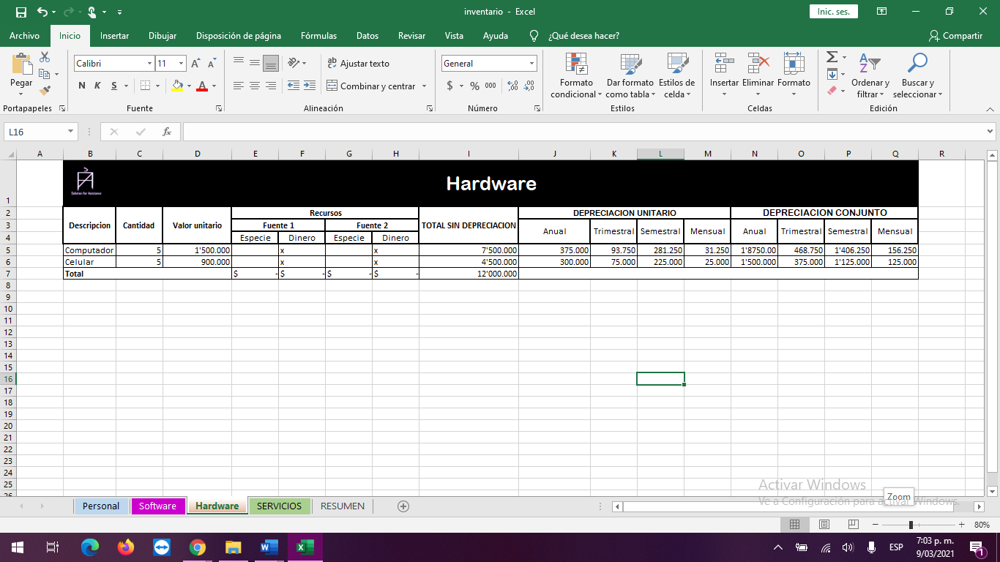 inventario - Excel
Inic. ses.
Archivo Inicio Insertar Dibujar Disposición de página Fórmulas Datos Revisar Vista Ayuda ¿Qué desea hacer? Compartir
Pegar
Portapapeles
Calibri 11
N K S
Fuente
Ajustar texto
Combinar y centrar
Alineación
General
$ % 000
Número
Formato condicional
Dar formato como tabla
Estilos de celda
Estilos
Insertar Eliminar Formato
Celdas
Ordenar y filtrar
Buscar y seleccionar
Edición
L16
fx
A B C D E F G H I J K L M N O P Q R
1
Solution for Asistance
Hardware
2 Recursos DEPRECIACION UNITARIO DEPRECIACION CONJUNTO
3 Descripcion Cantidad Valor unitario Fuente 1 Fuente 2 TOTAL SIN DEPRECIACION Anual Trimestral Semestral Mensual Anual Trimestral Semestral Mensual
4 Especie Dinero Especie Dinero
5 Computador 5 1'500.000 x x 7'500.000 375.000 93.750 281.250 31.250 1'8750.00 468.750 1'406.250 156.250
6 Celular 5 900.000 x x 4'500.000 300.000 75.000 225.000 25.000 1'500.000 375.000 1'125.000 125.000
7 Total $ - $ - $ - $ - 12'000.000
8
9
10
11
12
13
14
15
16
17
18
19
20
21
22
23
24
25
26
Activar Windows
Ve a Configuración para activar Windows.
Zoom
Personal Software Hardware SERVICIOS RESUMEN
80%
ESP
7:03 p. m.
9/03/2021
1